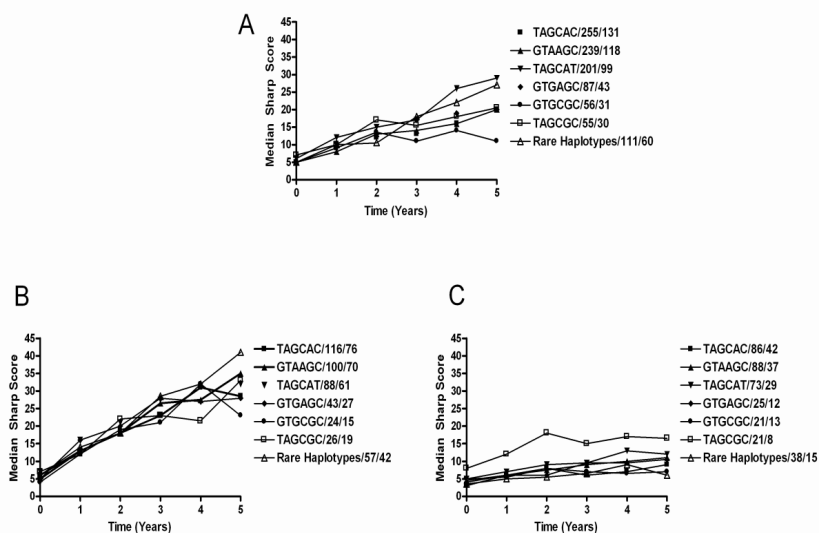 A
Median Sharp Score
45
40
35
30
25
20
15
10
5
0
0 1 2 3 4 5
Time (Years)
TAGCAC/255/131
GTAAGC/239/118
TAGCAT/201/99
GTGAGC/87/43
GTGCGC/56/31
TAGCGC/55/30
Rare Haplotypes/111/60
B
Median Sharp Score
45
40
35
30
25
20
15
10
5
0
0 1 2 3 4 5
Time (Years)
TAGCAC/116/76
GTAAGC/100/70
TAGCAT/88/61
GTGAGC/43/27
GTGCGC/24/15
TAGCGC/26/19
Rare Haplotypes/57/42
C
Median Sharp Score
45
40
35
30
25
20
15
10
5
0
0 1 2 3 4 5
Time (Years)
TAGCAC/86/42
GTAAGC/88/37
TAGCAT/73/29
GTGAGC/25/12
GTGCGC/21/13
TAGCGC/21/8
Rare Haplotypes/38/15